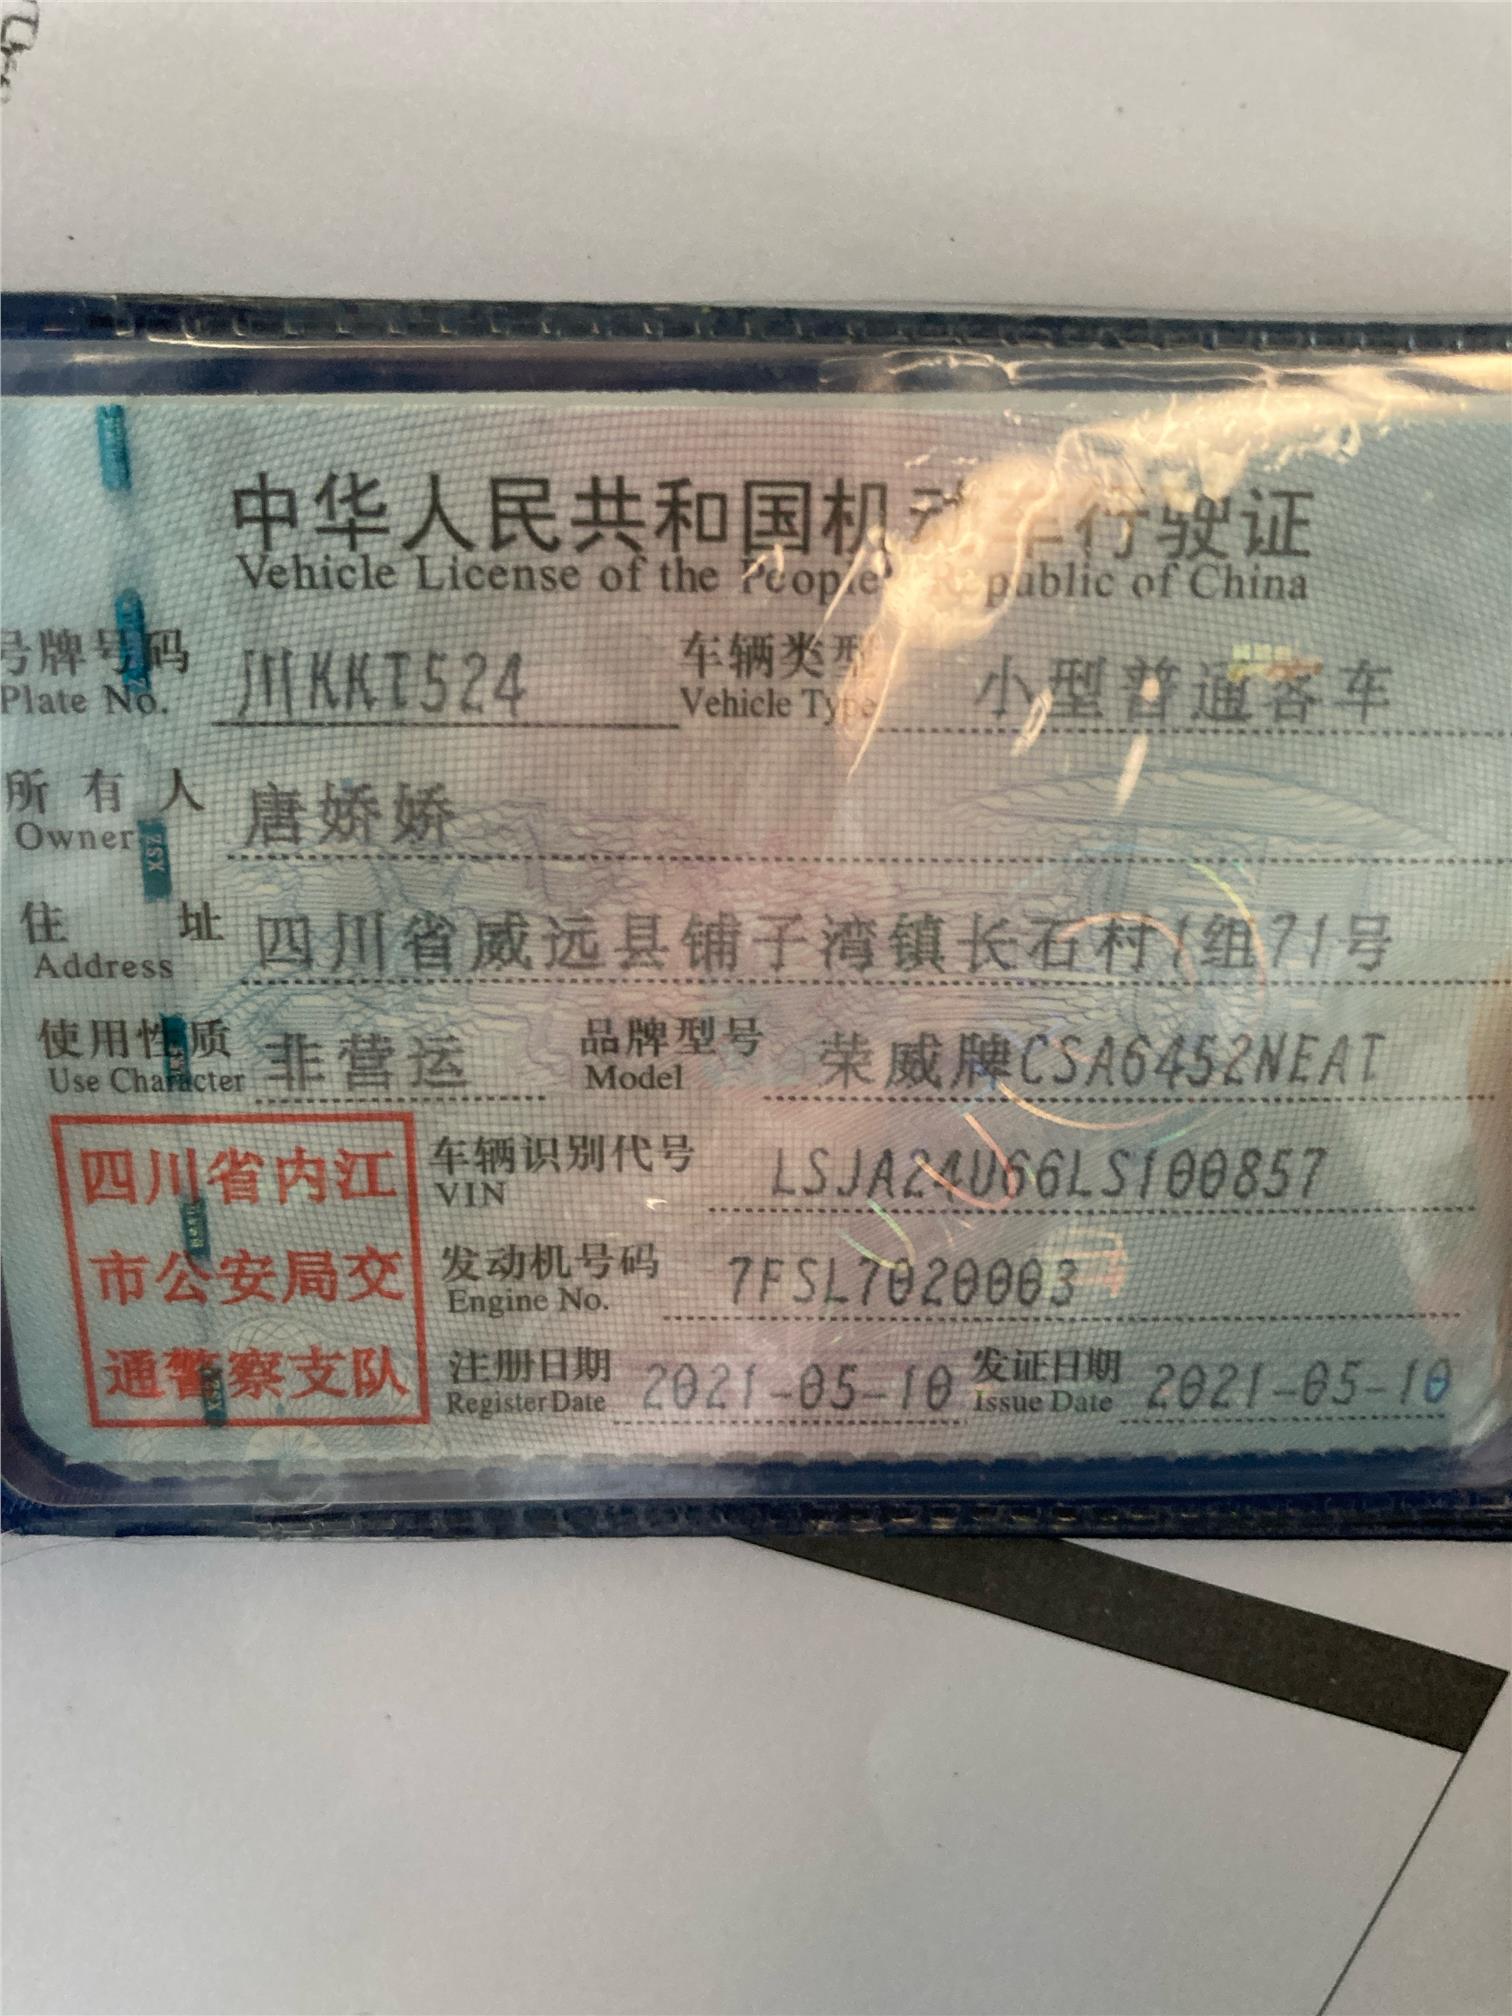 中华人民共和国机动车行驶证
Vehicle License of the People Republic of China
号牌号码 川KKT524 车辆类型 小型普通客车
Plate No. Vehicle Type
所有人 唐娇娇
Owner
住址 四川省威远县铺子湾镇长石村1组71号
Address
使用性质 非营运 品牌型号 荣威牌CSA6452NEAT
Use Character Model
四川省内江
市公安局交
通警察支队
车辆识别代号 LSJA24U66LS100857
VIN
发动机号码 7FSL7020003
Engine No.
注册日期 2021-05-10 发证日期 2021-05-10
Register Date Issue Date